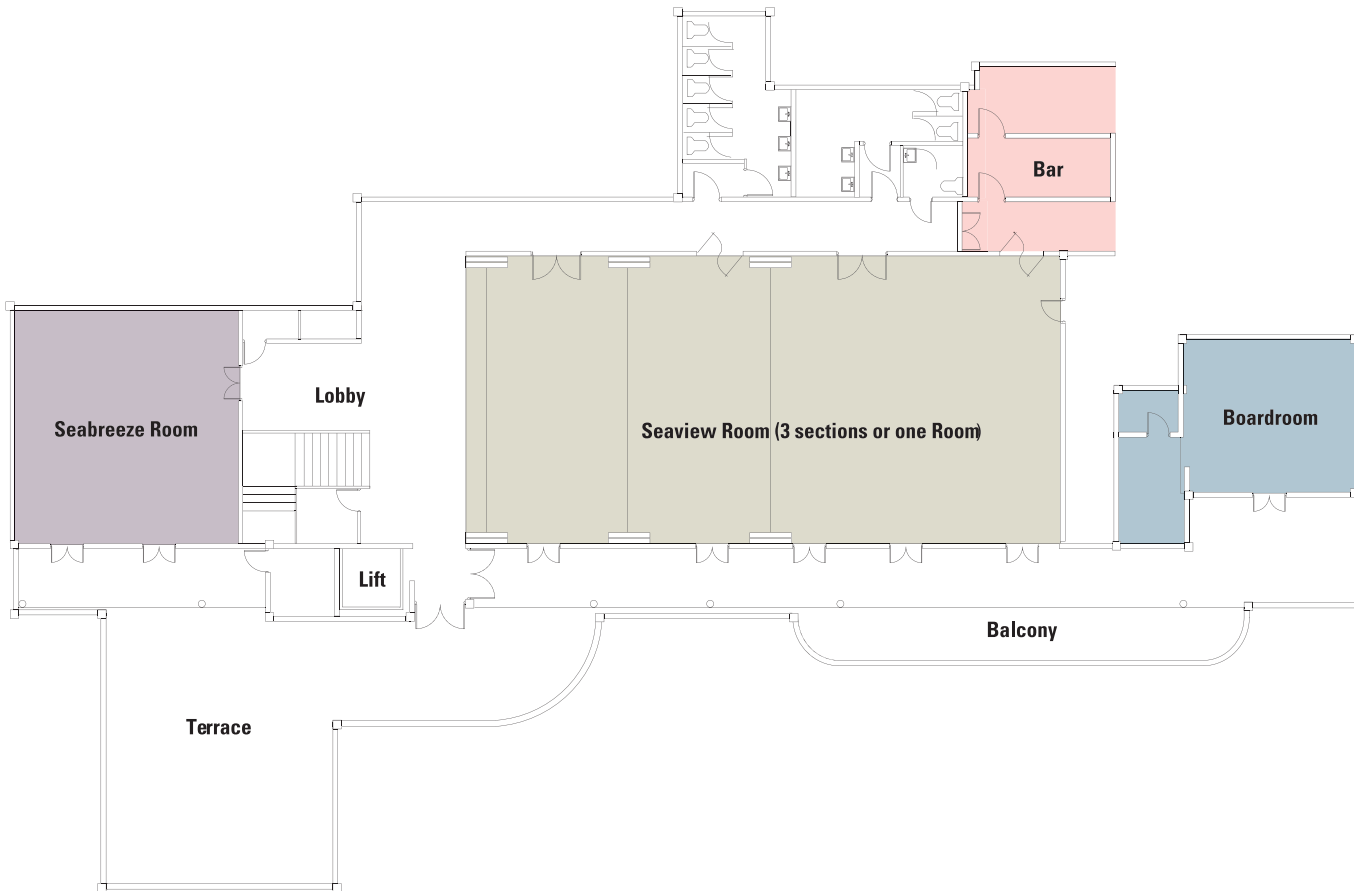 Bar
Lobby
Seabreeze Room
Seaview Room (3 sections or one Room)
Boardroom
Lift
Balcony
Terrace